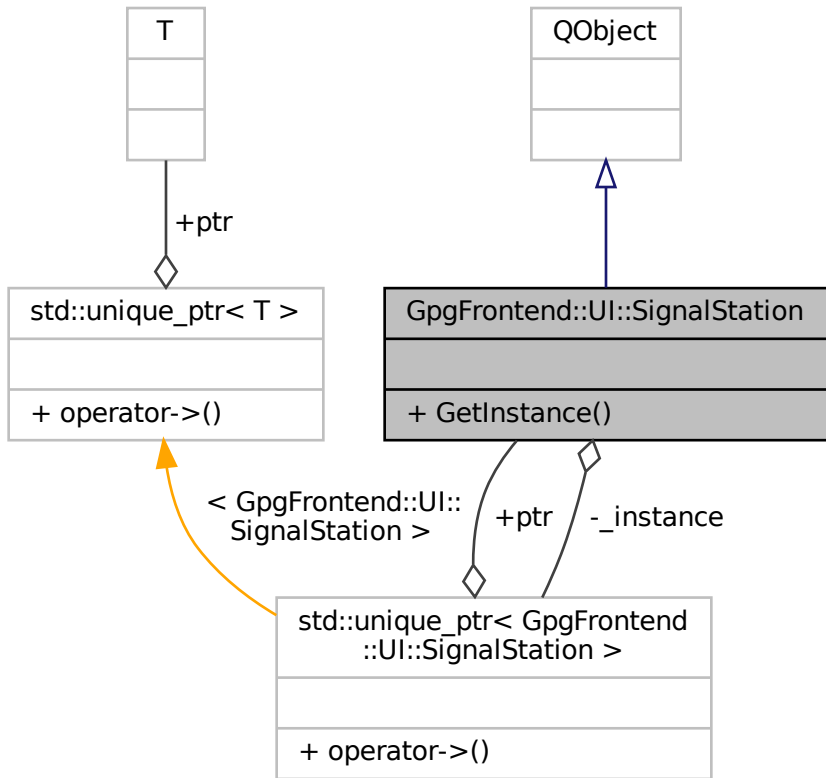 T
QObject
+ptr
std::unique_ptr< T >
+ operator->()
GpgFrontend::UI::SignalStation
+ GetInstance()
< GpgFrontend::UI::
SignalStation >
+ptr
-_instance
std::unique_ptr< GpgFrontend
::UI::SignalStation >
+ operator->()